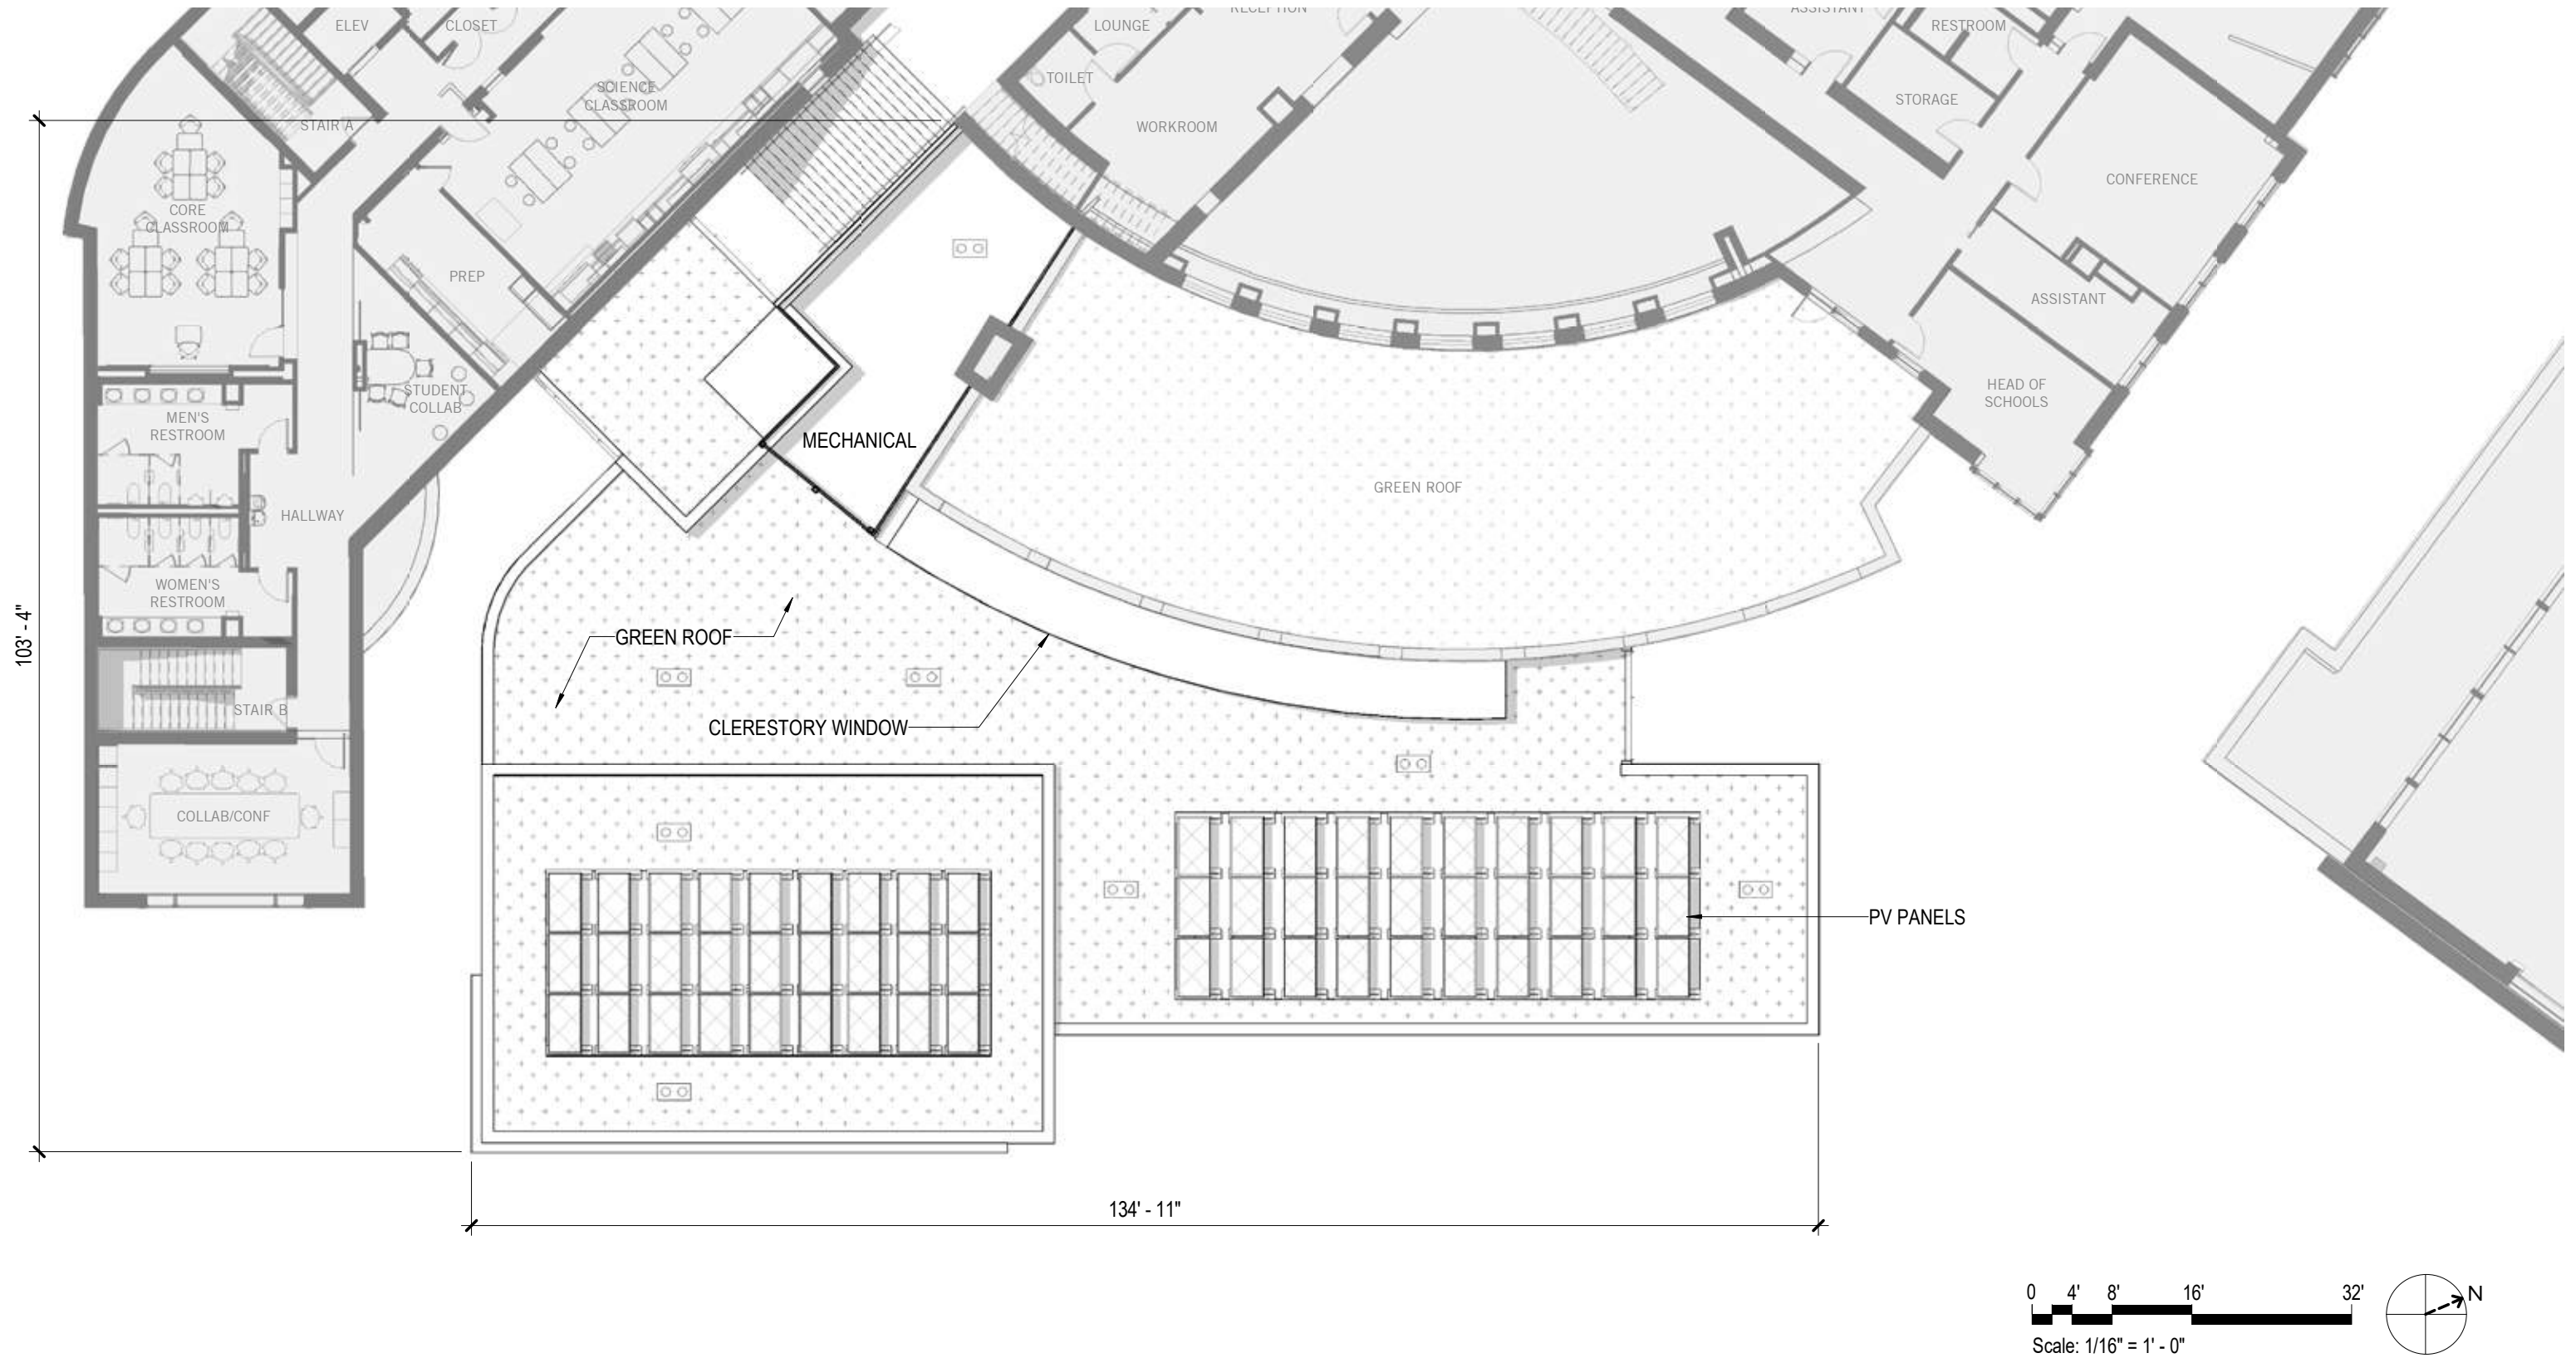 RECEPTION
ASSISTANT
ELEV
CLOSET
LOUNGE
RESTROOM
TOILET
SCIENCE
CLASSROOM
STORAGE
STAIR A
WORKROOM
CONFERENCE
CORE
CLASSROOM
PREP
ASSISTANT
STUDENT
COLLAB
HEAD OF
SCHOOLS
MEN'S
RESTROOM
MECHANICAL
GREEN ROOF
HALLWAY
WOMEN'S
RESTROOM
103' - 4"
GREEN ROOF
STAIR B
CLERESTORY WINDOW
COLLAB/CONF
PV PANELS
134' - 11"
0 4' 8' 16' 32'
N
Scale: 1/16" = 1' - 0"